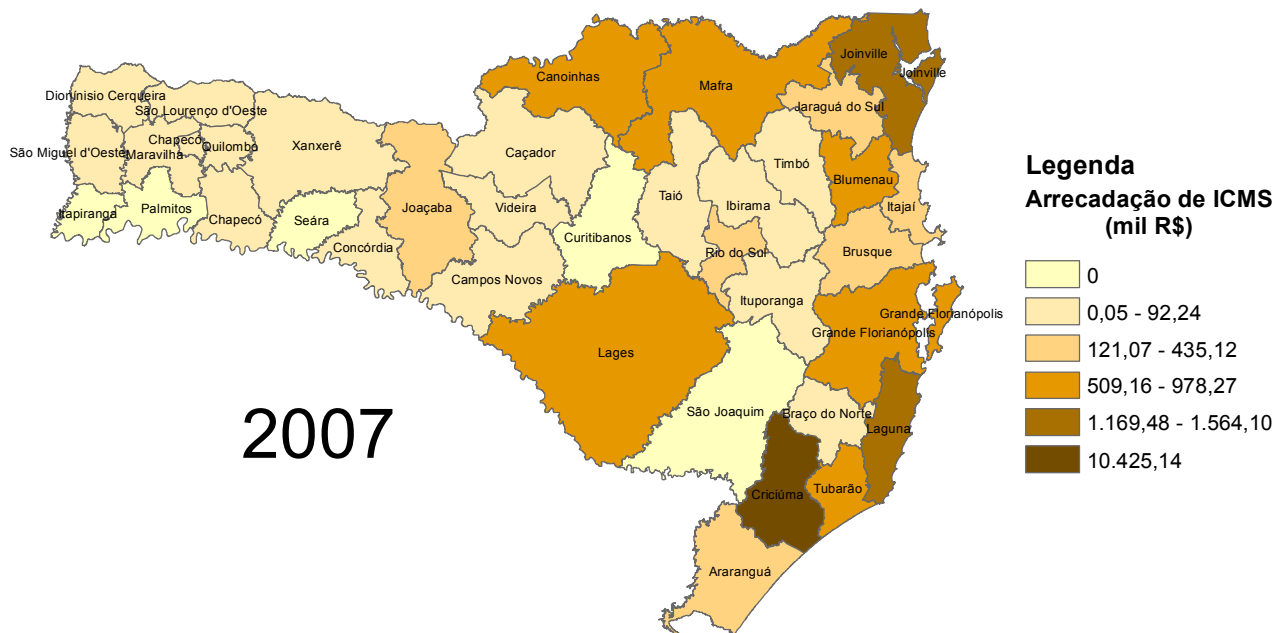 Joinville
Joinville
Canoinhas
Mafra
Dionisio Cerqueira
São Lourenço d'Oeste
Jaraguá do Sul
Chapecó
São Miguel d'Oeste
Maravilha
Quilombo
Xanxerê
Caçador
Timbó
Blumenau
Itapiranga
Palmitos
Chapecó
Seára
Joaçaba
Videira
Taió
Ibirama
Itajaí
Concórdia
Curitibanos
Rio do Sul
Brusque
Campos Novos
Ituporanga
Grande Florianópolis
Grande Florianópolis
Lages
São Joaquim
Braço do Norte
Laguna
Criciúma
Tubarão
Araranguá
2007
Legenda
Arrecadação de ICMS
(mil R$)
0
0,05 - 92,24
121,07 - 435,12
509,16 - 978,27
1.169,48 - 1.564,10
10.425,14